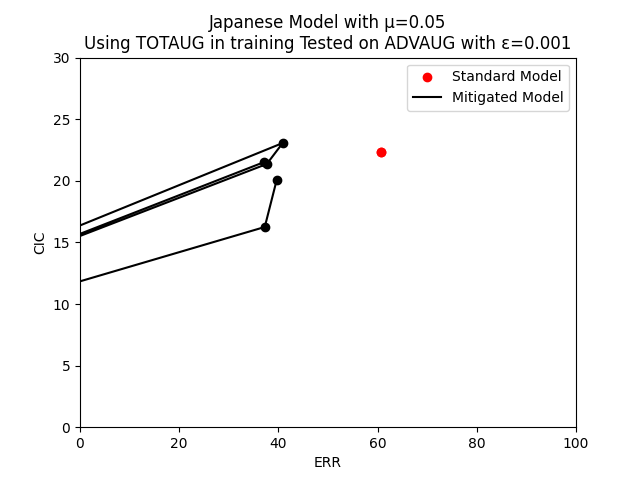 Japanese Model with μ=0.05
Using TOTAUG in training Tested on ADVAUG with ε=0.001
Standard Model
Mitigated Model
30
25
20
15
10
5
0
CIC
0 20 40 60 80 100
ERR